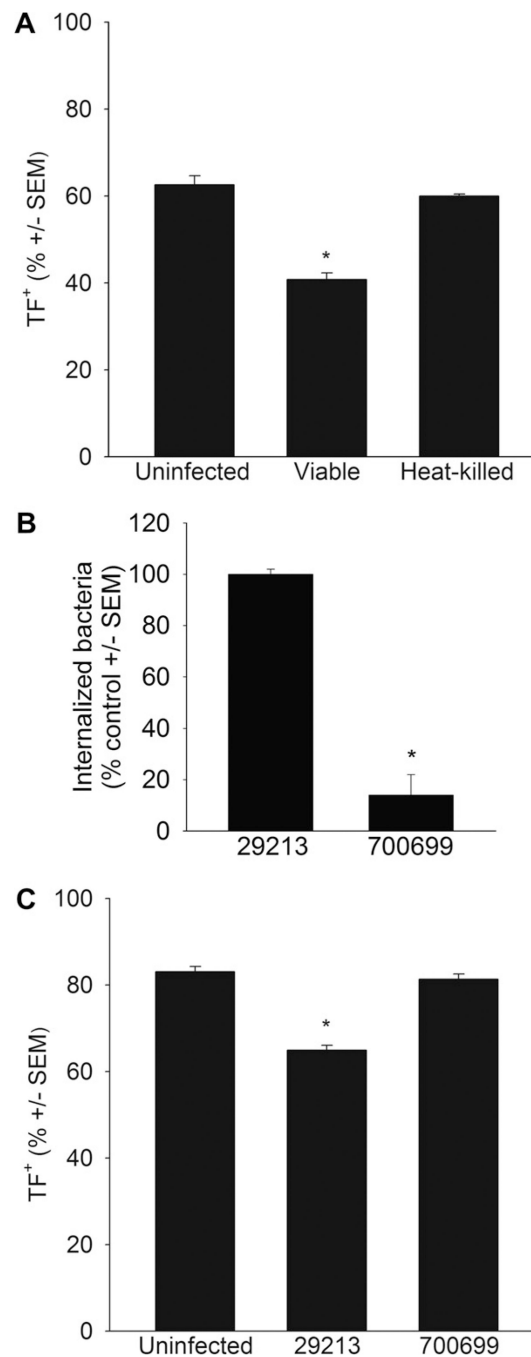 A
100
80
60
40
20
0
TF+ (% +/- SEM)
*
Uninfected Viable Heat-killed
B
120
100
80
60
40
20
0
Internalized bacteria
(% control +/- SEM)
*
29213 700699
C
100
80
60
40
20
0
TF+ (% +/- SEM)
*
Uninfected 29213 700699